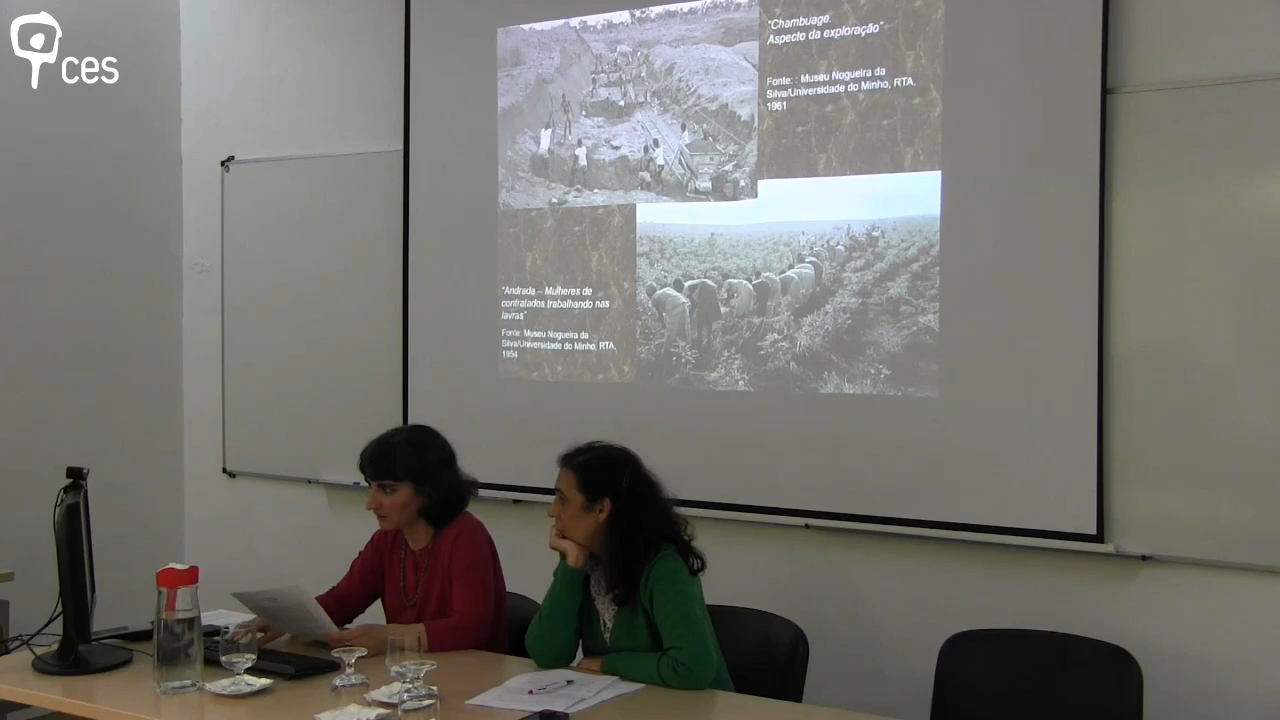 ces
"Chambuage.
Aspecto da exploração"
Fonte: : Museu Nogueira da
Silva/Universidade do Minho, RTA,
1961
"Andrada – Mulheres de
contratados trabalhando nas
lavras"
Fonte: Museu Nogueira da
Silva/Universidade do Minho, RTA,
1954